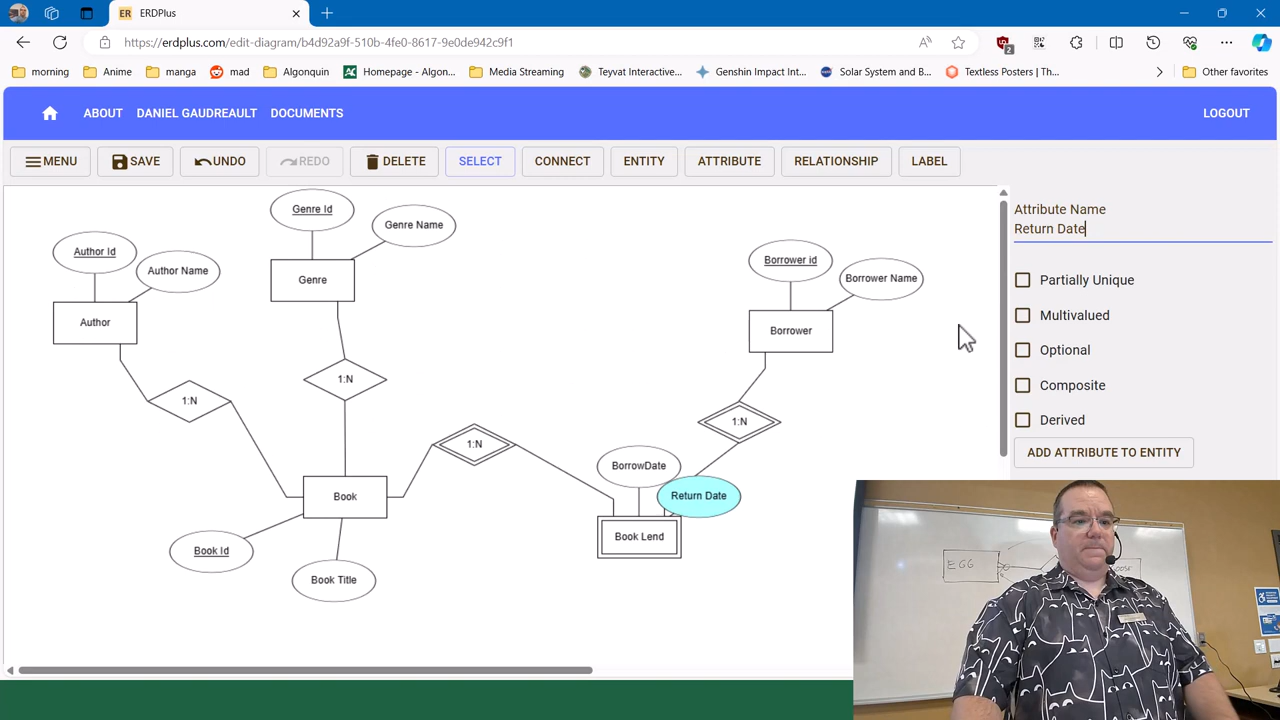 ER ERDPlus
https://erdplus.com/edit-diagram/b4d92a9f-510b-4fe0-8617-9e0de942c9f1
2
morning Anime manga mad Algonquin Homepage - Algon... Media Streaming Teyvat Interactive... Genshin Impact Int... Solar System and B... Textless Posters | Th... Other favorites
ABOUT DANIEL GAUDREAULT DOCUMENTS LOGOUT
MENU SAVE UNDO REDO DELETE SELECT CONNECT ENTITY ATTRIBUTE RELATIONSHIP LABEL
Genre Id
Genre Name
Author Id
Author Name
Genre
Author
Borrower id
Borrower Name
Borrower
1:N
1:N
1:N
1:N
BorrowDate
Return Date
Book
Book Lend
Book Id
Book Title
Attribute Name
Return Date
Partially Unique
Multivalued
Optional
Composite
Derived
ADD ATTRIBUTE TO ENTITY
EGG